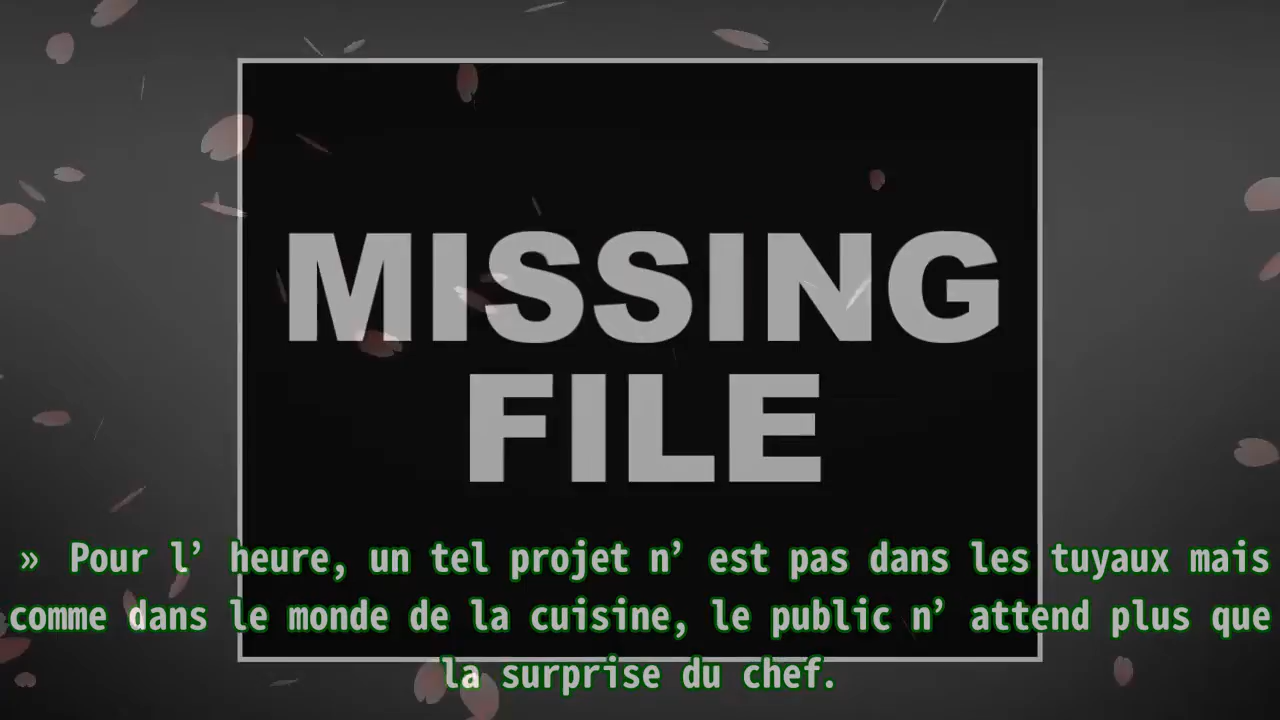 MISSING
FILE
» Pour l’ heure, un tel projet n’ est pas dans les tuyaux mais
comme dans le monde de la cuisine, le public n’ attend plus que
la surprise du chef.